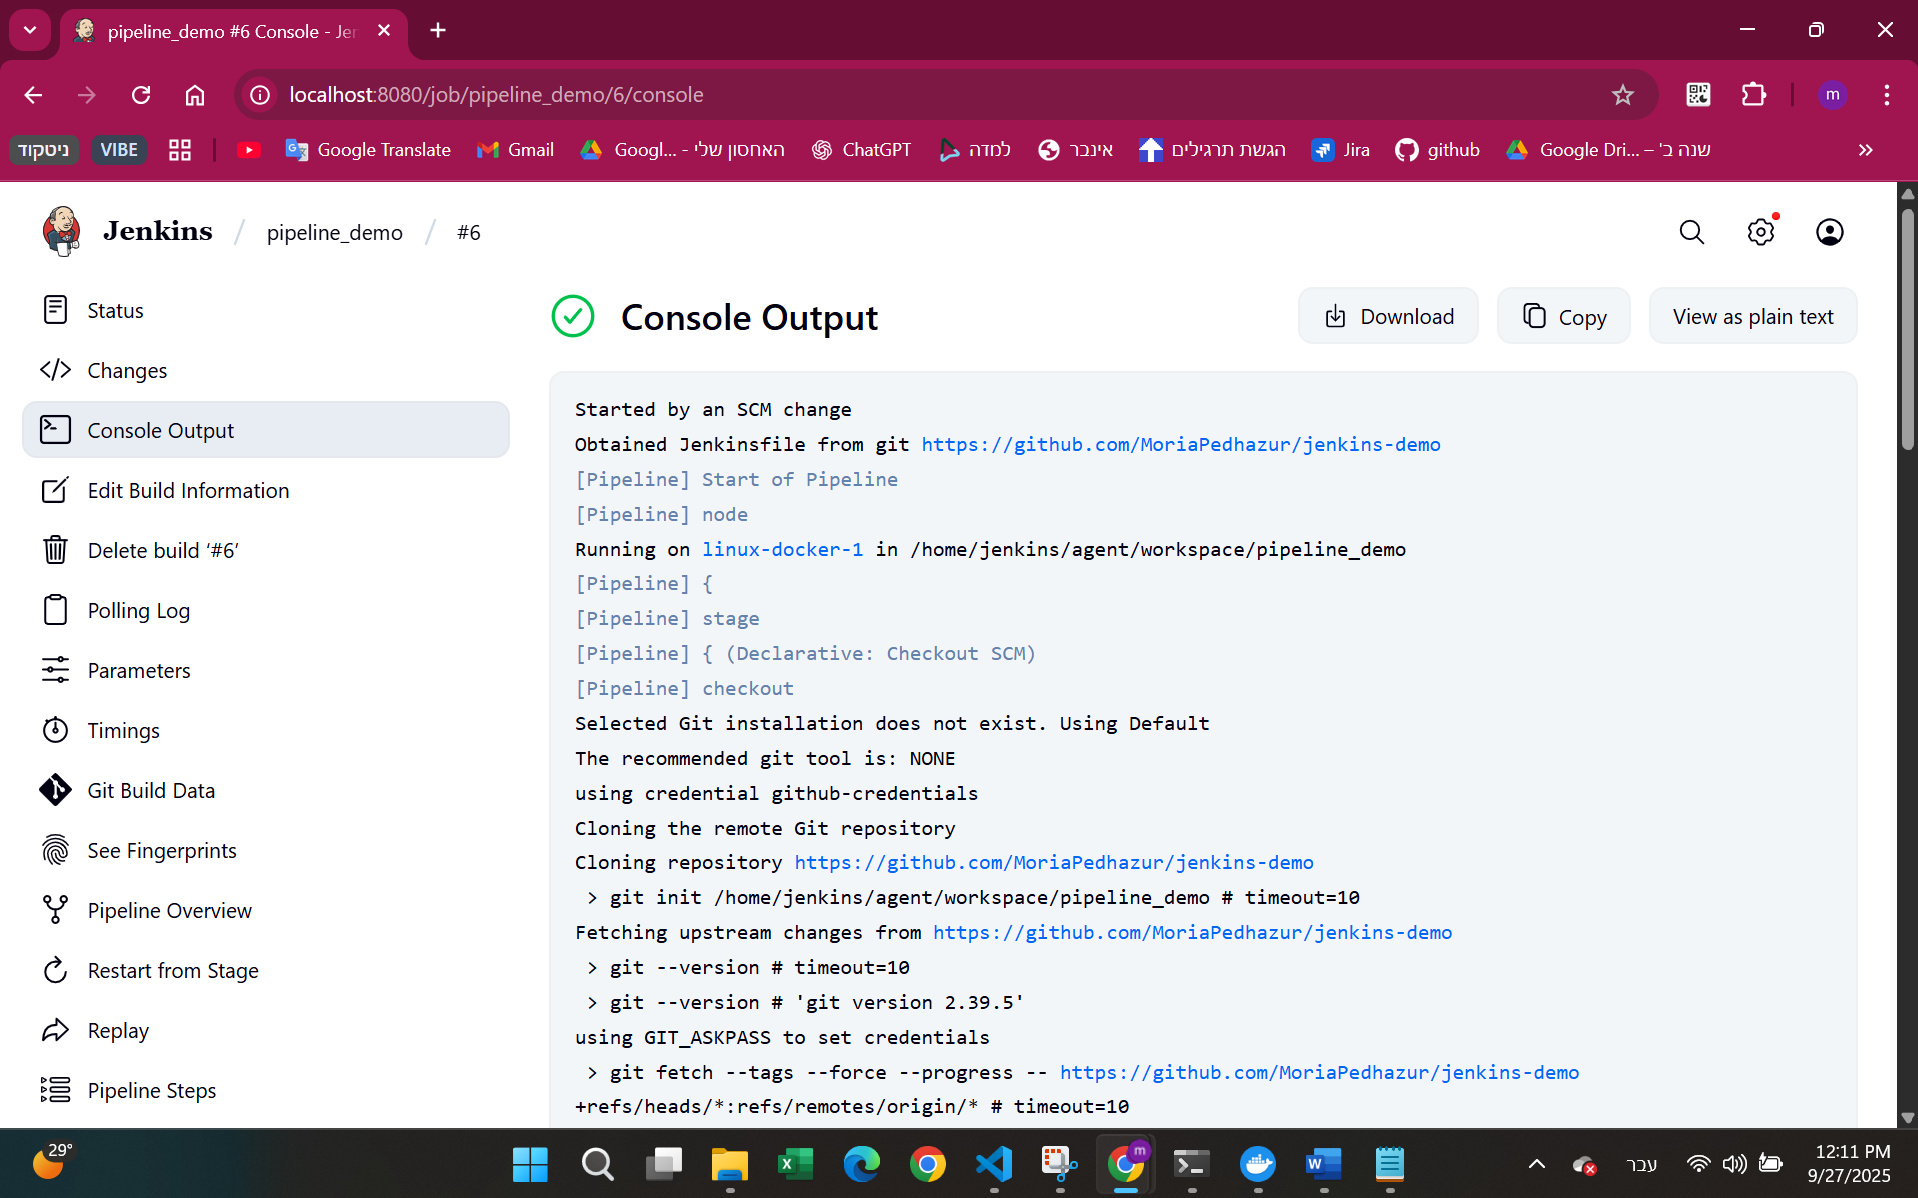 pipeline_demo #6 Console - Jen
localhost:8080/job/pipeline_demo/6/console
m
ניטקוד
VIBE
Google Translate
Gmail
Googl... - האחסון שלי
ChatGPT
למדה
אינבר
הגשת תרגילים
Jira
github
Google Dri... – 'שנה ב
Jenkins / pipeline_demo / #6
Status
Changes
Console Output
Edit Build Information
Delete build ‘#6’
Polling Log
Parameters
Timings
Git Build Data
See Fingerprints
Pipeline Overview
Restart from Stage
Replay
Pipeline Steps
Console Output
Download
Copy
View as plain text
Started by an SCM change
Obtained Jenkinsfile from git https://github.com/MoriaPedhazur/jenkins-demo
[Pipeline] Start of Pipeline
[Pipeline] node
Running on linux-docker-1 in /home/jenkins/agent/workspace/pipeline_demo
[Pipeline] {
[Pipeline] stage
[Pipeline] { (Declarative: Checkout SCM)
[Pipeline] checkout
Selected Git installation does not exist. Using Default
The recommended git tool is: NONE
using credential github-credentials
Cloning the remote Git repository
Cloning repository https://github.com/MoriaPedhazur/jenkins-demo
> git init /home/jenkins/agent/workspace/pipeline_demo # timeout=10
Fetching upstream changes from https://github.com/MoriaPedhazur/jenkins-demo
> git --version # timeout=10
> git --version # 'git version 2.39.5'
using GIT_ASKPASS to set credentials
> git fetch --tags --force --progress -- https://github.com/MoriaPedhazur/jenkins-demo
+refs/heads/*:refs/remotes/origin/* # timeout=10
29°
m
עבר
12:11 PM
9/27/2025